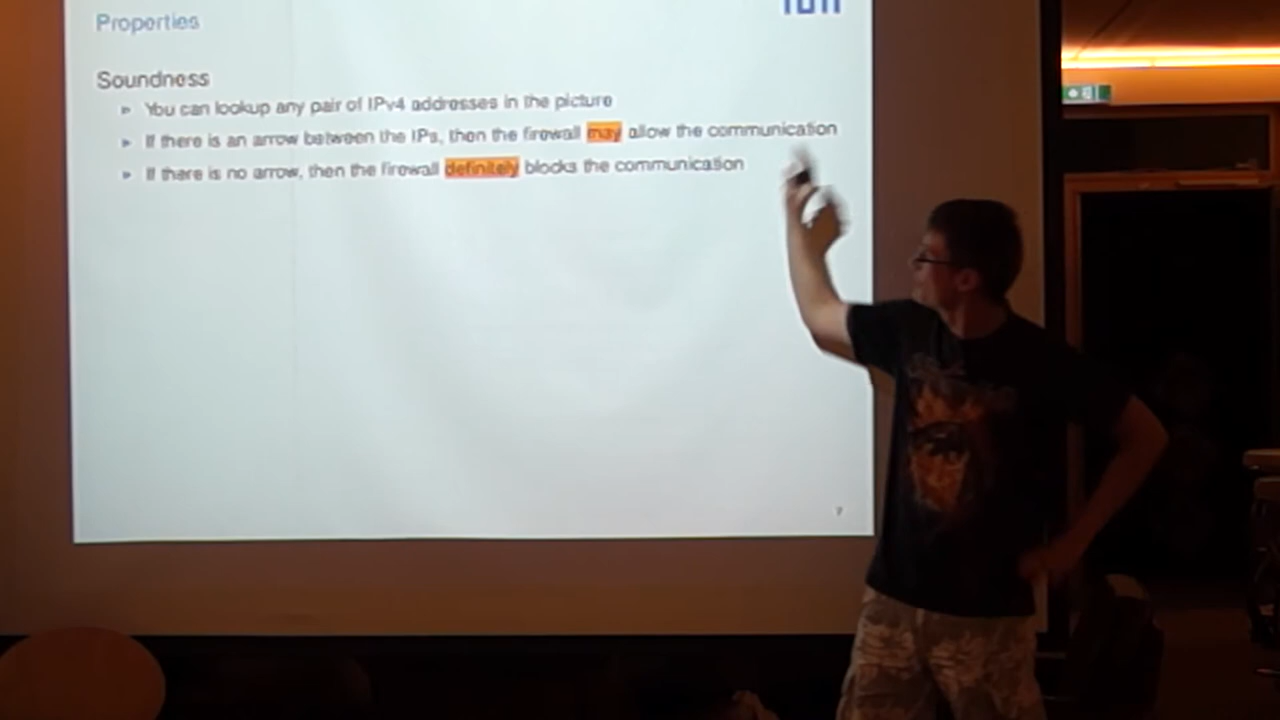 Properties
Soundness
You can lookup any pair of IPv4 addresses in the picture
If there is an arrow between the IPs, then the firewall may allow the communication
If there is no arrow, then the firewall definitely blocks the communication
7